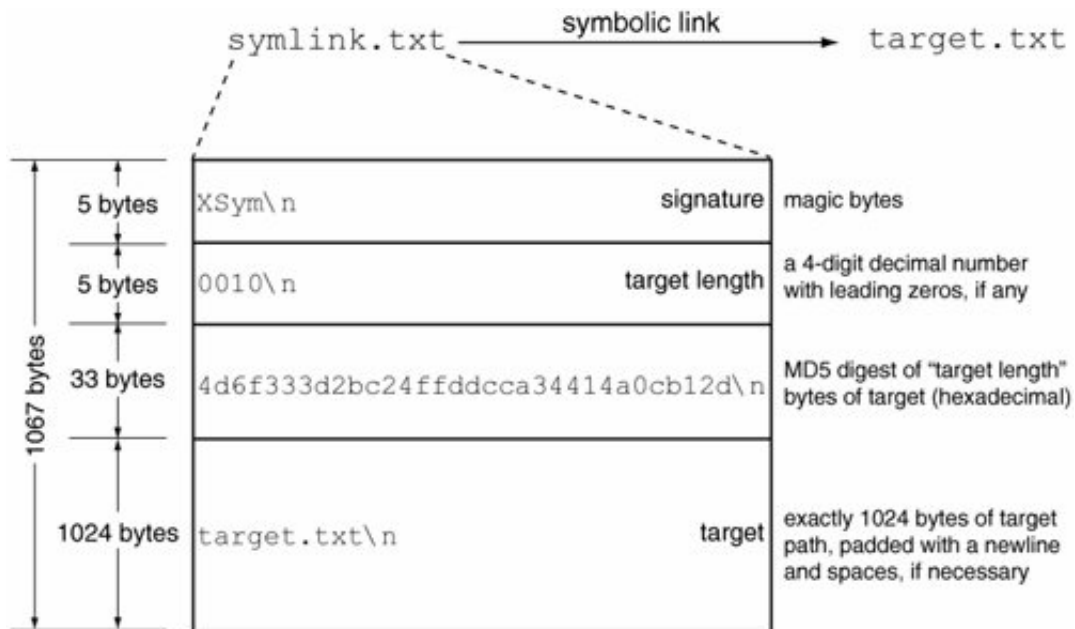 symbolic link
symlink.txt
target.txt
1067 bytes
5 bytes
XSym\n
signature
magic bytes
5 bytes
0010\n
target length
a 4-digit decimal number
with leading zeros, if any
33 bytes
4d6f333d2bc24ffddcca34414a0cb12d\n
MD5 digest of “target length”
bytes of target (hexadecimal)
1024 bytes
target.txt\n
target
exactly 1024 bytes of target
path, padded with a newline
and spaces, if necessary